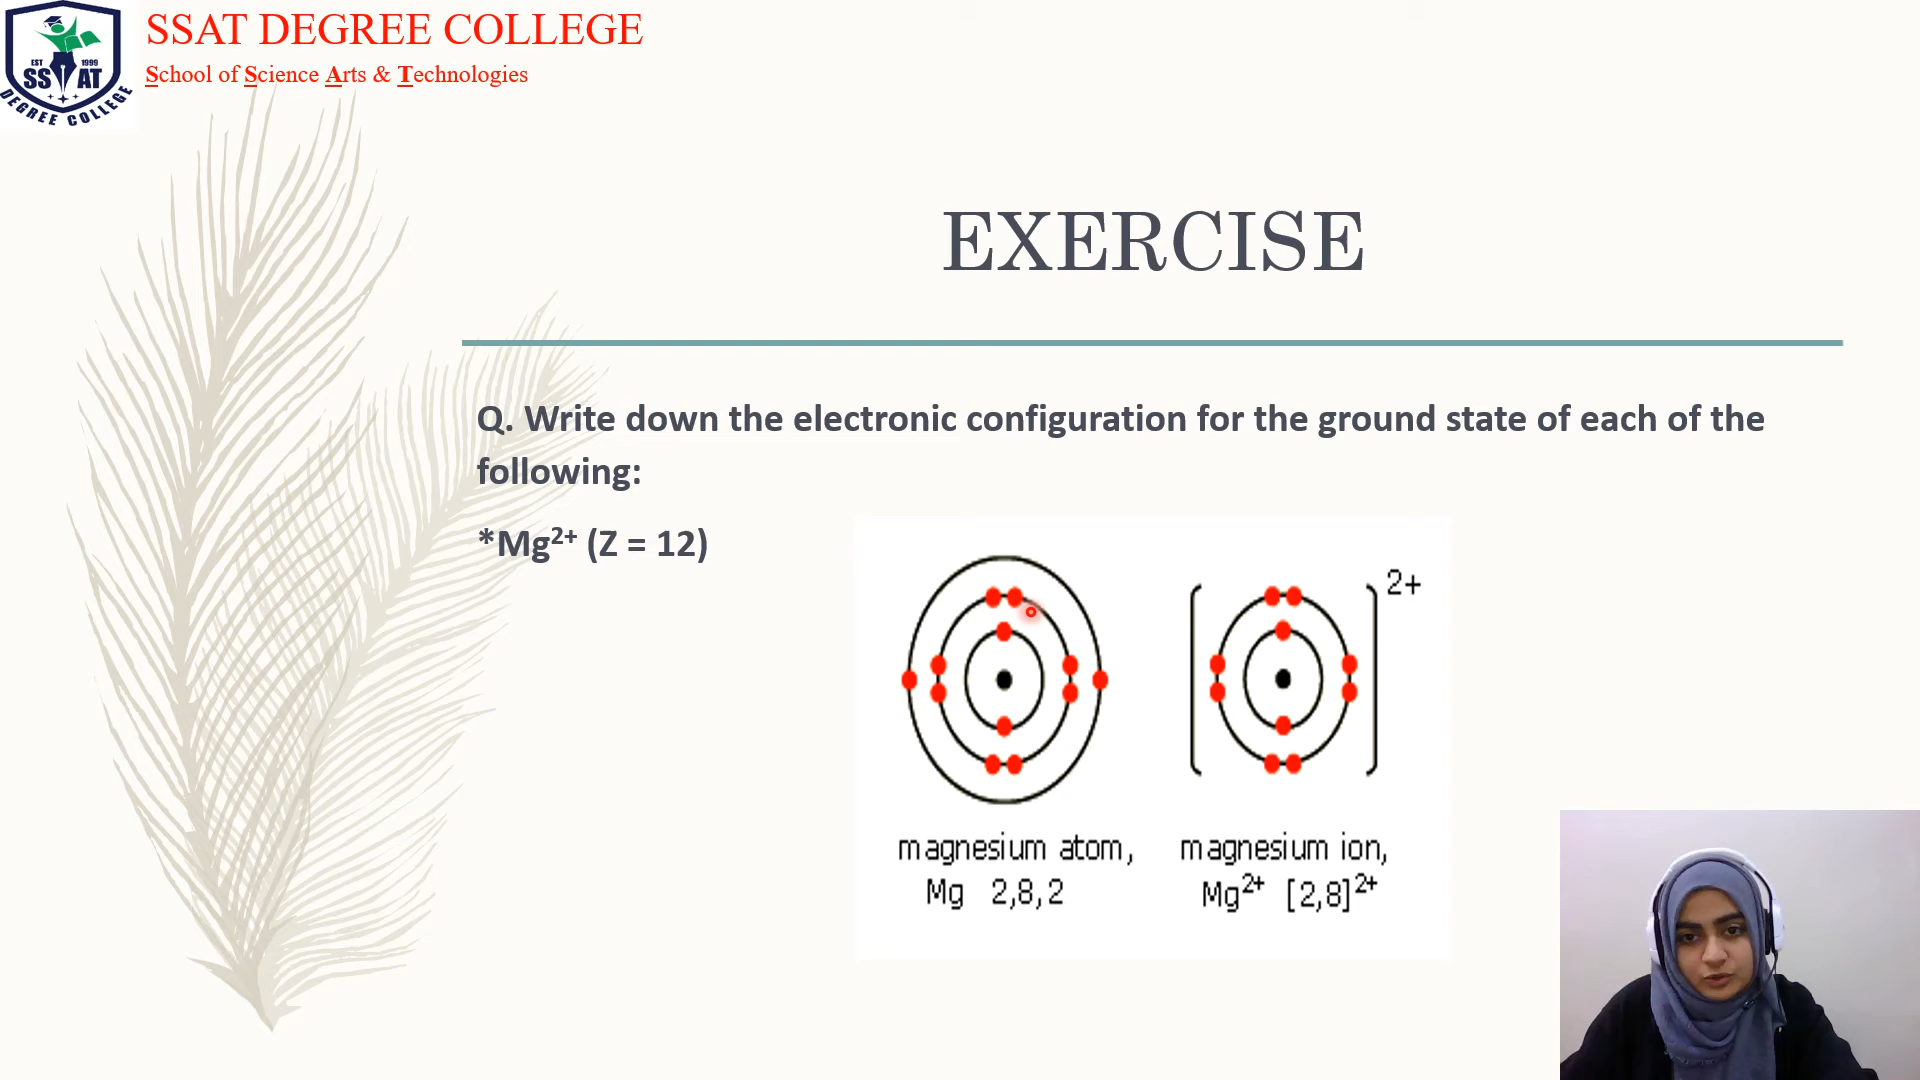 SSAT DEGREE COLLEGE
School of Science Arts & Technologies
EST 1999
SSAT
DEGREE COLLEGE
EXERCISE
Q. Write down the electronic configuration for the ground state of each of the
following:
*Mg²⁺ (Z = 12)
2+
magnesium atom,
Mg 2,8,2
magnesium ion,
Mg²⁺ [2,8]²⁺